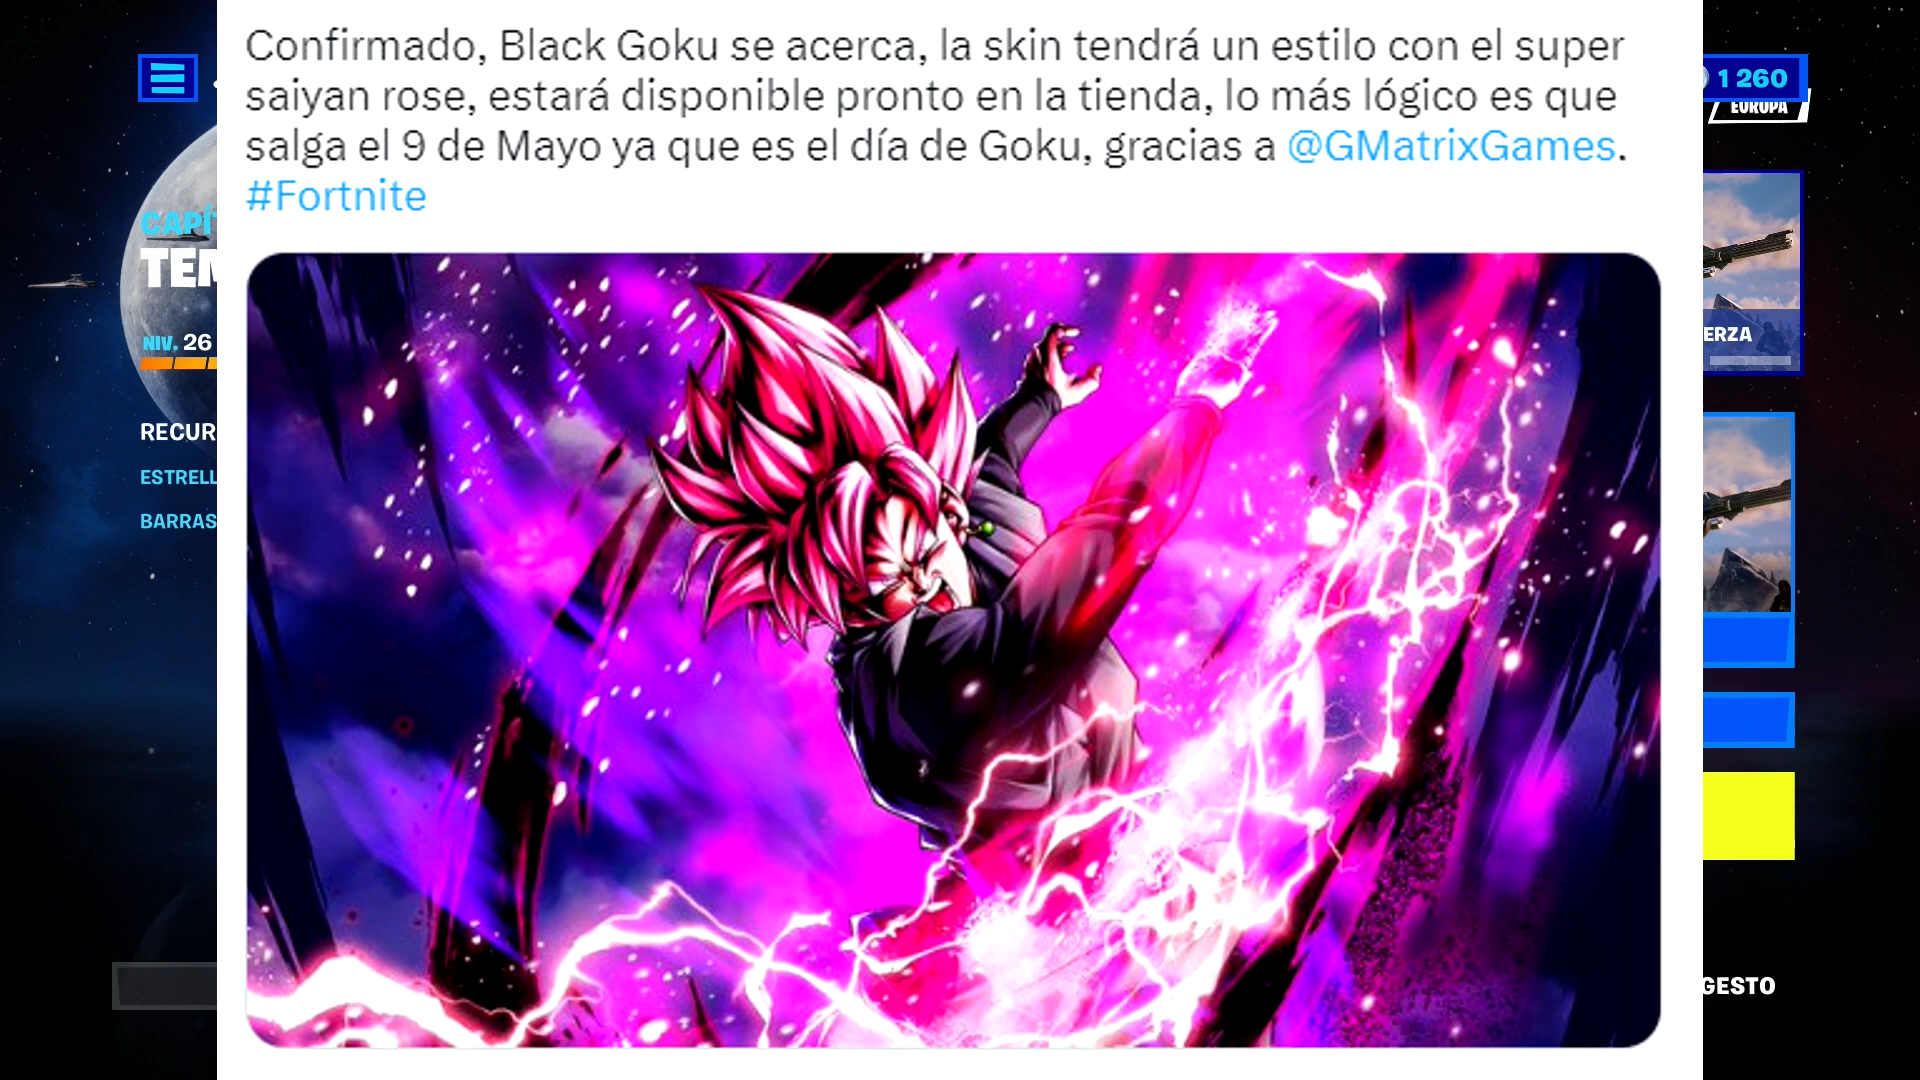 Confirmado, Black Goku se acerca, la skin tendrá un estilo con el super
saiyan rose, estará disponible pronto en la tienda, lo más lógico es que
salga el 9 de Mayo ya que es el día de Goku, gracias a @GMatrixGames.
#Fortnite
1 260
EUROPA
CAPÍ
TEM
NIV. 26
ERZA
RECUR
ESTRELL
BARRAS
GESTO